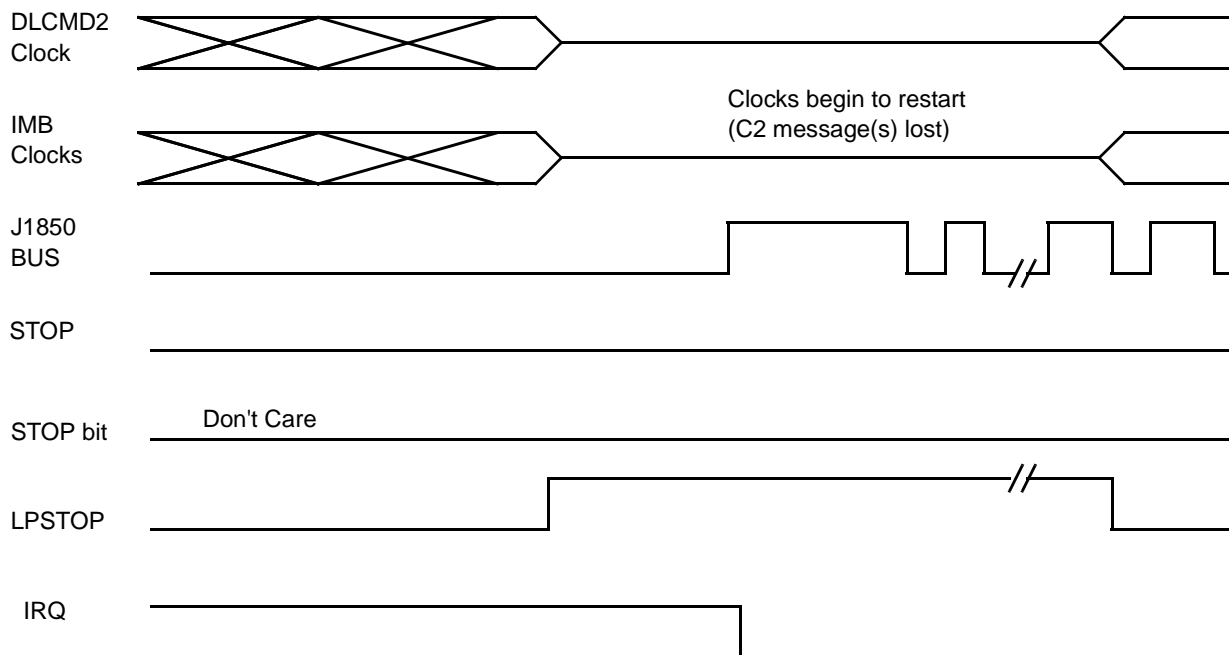 DLCMD2
Clock
Clocks begin to restart
(C2 message(s) lost)
IMB
Clocks
J1850
BUS
STOP
Don't Care
STOP bit
LPSTOP
IRQ